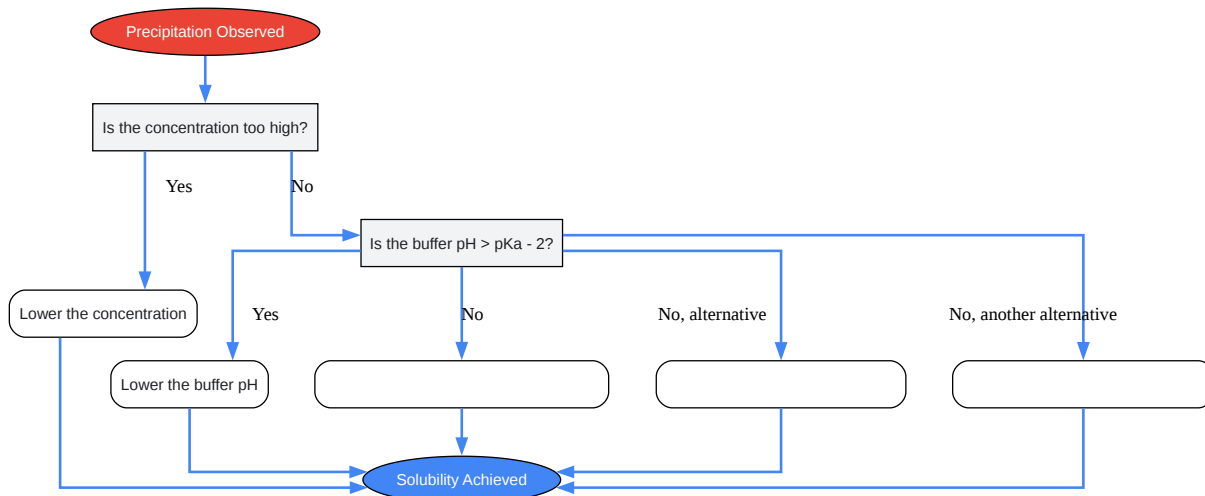 Precipitation Observed
Is the concentration too high?
Yes
No
Is the buffer pH > pKa - 2?
Lower the concentration
Yes
No
No, alternative
No, another alternative
Lower the buffer pH
Solubility Achieved